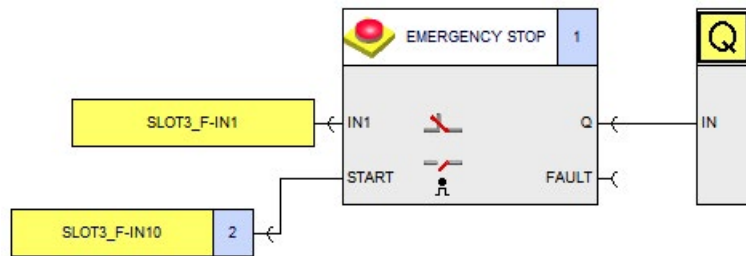 EMERGENCY STOP 1
Q
SLOT3_F-IN1
IN1
Q
IN
START
FAULT
SLOT3_F-IN10 2